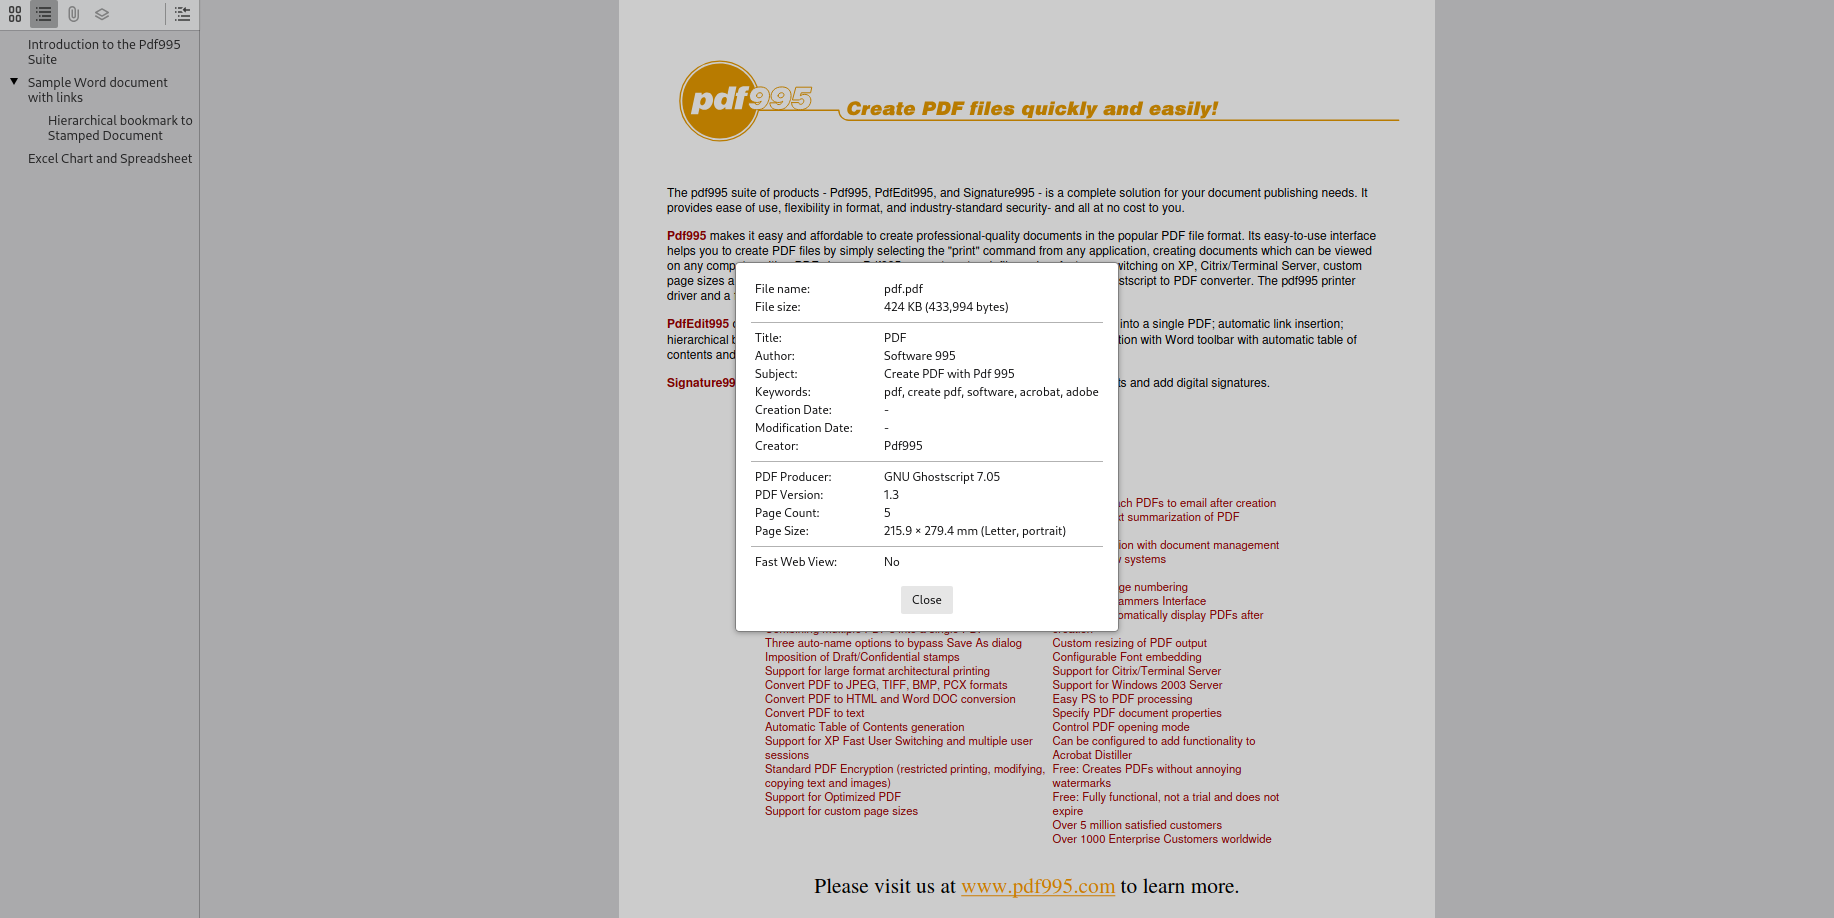 Introduction to the Pdf995
Suite
Sample Word document
with links
Hierarchical bookmark to
Stamped Document
Excel Chart and Spreadsheet
pdf995
Create PDF files quickly and easily!
The pdf995 suite of products - Pdf995, PdfEdit995, and Signature995 - is a complete solution for your document publishing needs. It
provides ease of use, flexibility in format, and industry-standard security- and all at no cost to you.
Pdf995 makes it easy and affordable to create professional-quality documents in the popular PDF file format. Its easy-to-use interface
helps you to create PDF files by simply selecting the "print" command from any application, creating documents which can be viewed
on any comp witching on XP, Citrix/Terminal Server, custom
page sizes a stscript to PDF converter. The pdf995 printer
driver and a
PdfEdit995 into a single PDF; automatic link insertion;
hierarchical tion with Word toolbar with automatic table of
contents and
Signature99 ts and add digital signatures.
File name: pdf.pdf
File size: 424 KB (433,994 bytes)
Title: PDF
Author: Software 995
Subject: Create PDF with Pdf 995
Keywords: pdf, create pdf, software, acrobat, adobe
Creation Date: -
Modification Date: -
Creator: Pdf995
PDF Producer: GNU Ghostscript 7.05
PDF Version: 1.3
Page Count: 5
Page Size: 215.9 × 279.4 mm (Letter, portrait)
Fast Web View: No
Close
Three auto-name options to bypass Save As dialog
Imposition of Draft/Confidential stamps
Support for large format architectural printing
Convert PDF to JPEG, TIFF, BMP, PCX formats
Convert PDF to HTML and Word DOC conversion
Convert PDF to text
Automatic Table of Contents generation
Support for XP Fast User Switching and multiple user
sessions
Standard PDF Encryption (restricted printing, modifying,
copying text and images)
Support for Optimized PDF
Support for custom page sizes
ach PDFs to email after creation
xt summarization of PDF
ion with document management
systems
ge numbering
ammers Interface
omatically display PDFs after
Custom resizing of PDF output
Configurable Font embedding
Support for Citrix/Terminal Server
Support for Windows 2003 Server
Easy PS to PDF processing
Specify PDF document properties
Control PDF opening mode
Can be configured to add functionality to
Acrobat Distiller
Free: Creates PDFs without annoying
watermarks
Free: Fully functional, not a trial and does not
expire
Over 5 million satisfied customers
Over 1000 Enterprise Customers worldwide
Please visit us at www.pdf995.com to learn more.